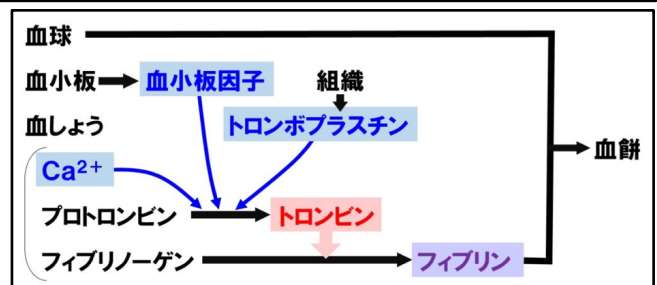 血球
血小板 血小板因子 組織
血しょう トロンボプラスチン
血餅
Ca²⁺
プロトロンビン トロンビン
フィブリノーゲン フィブリン